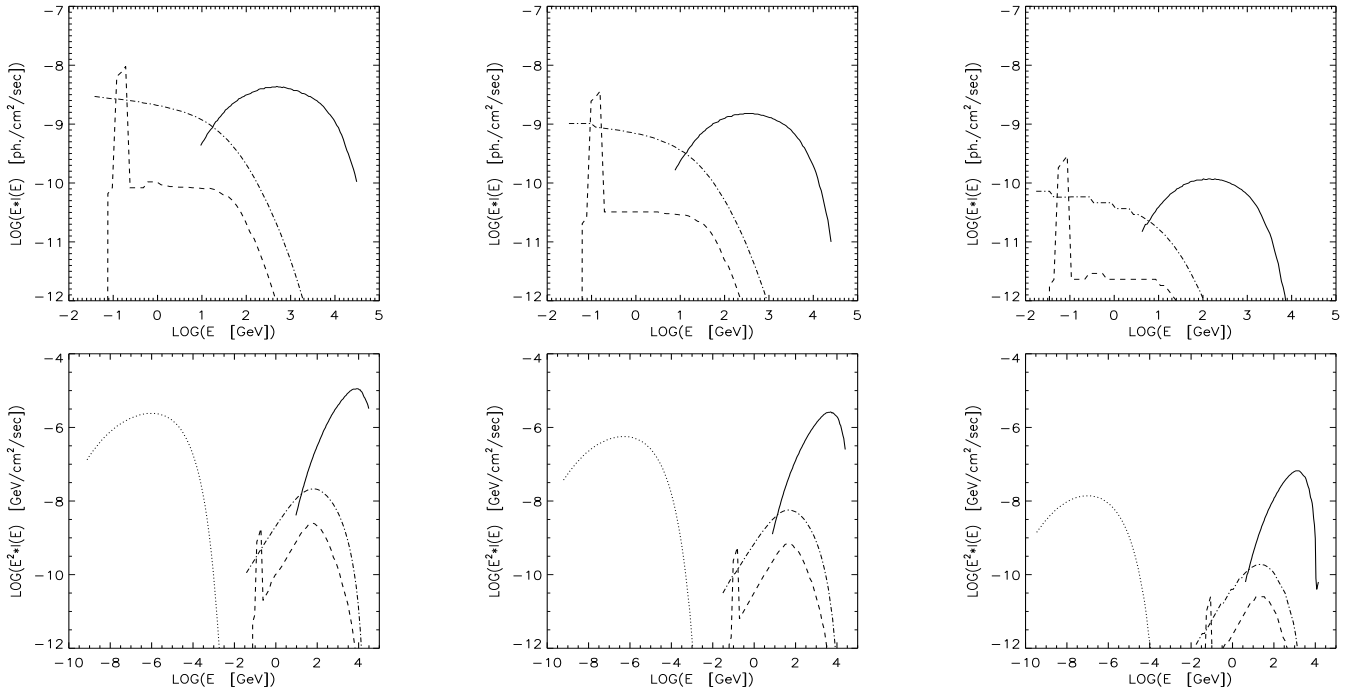 -7
-8
-9
-10
-11
-12
LOG(E*I(E) [ph./cm²/sec])
-2 -1 0 1 2 3 4 5
LOG(E [GeV])
-7
-8
-9
-10
-11
-12
LOG(E*I(E) [ph./cm²/sec])
-2 -1 0 1 2 3 4 5
LOG(E [GeV])
-7
-8
-9
-10
-11
-12
LOG(E*I(E) [ph./cm²/sec])
-2 -1 0 1 2 3 4 5
LOG(E [GeV])
-4
-6
-8
-10
-12
LOG(E²*I(E) [GeV/cm²/sec])
-10 -8 -6 -4 -2 0 2 4
LOG(E [GeV])
-4
-6
-8
-10
-12
LOG(E²*I(E) [GeV/cm²/sec])
-10 -8 -6 -4 -2 0 2 4
LOG(E [GeV])
-4
-6
-8
-10
-12
LOG(E²*I(E) [GeV/cm²/sec])
-10 -8 -6 -4 -2 0 2 4
LOG(E [GeV])